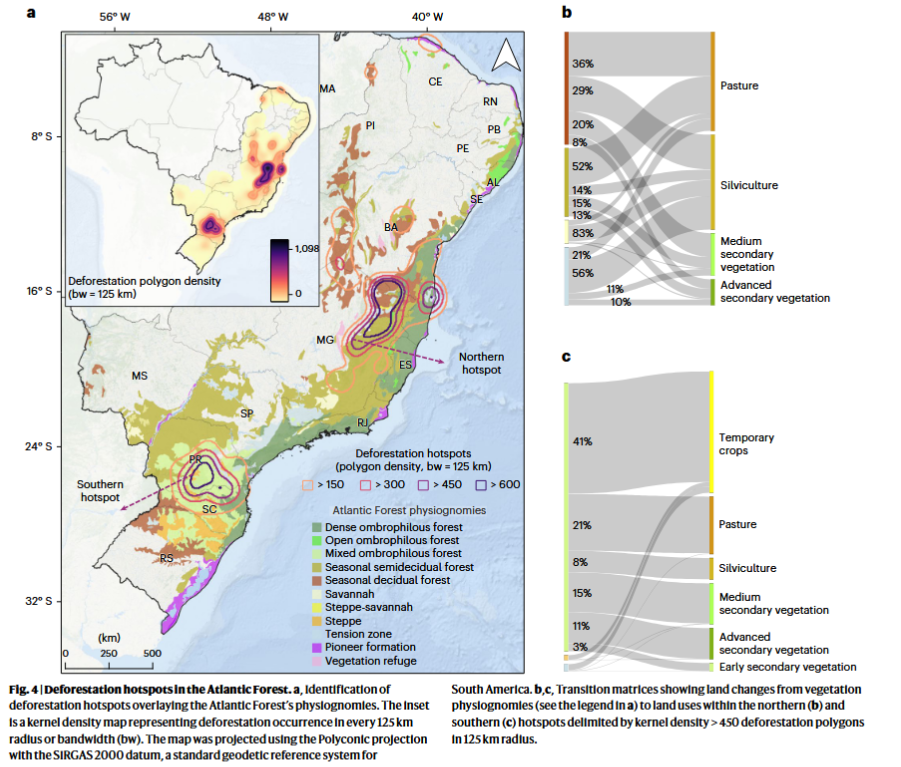 a
56° W
48° W
40° W
8° S
16° S
24° S
32° S
MA
CE
RN
PI
PB
PE
AL
SE
BA
MG
ES
MS
SP
RJ
PR
SC
RS
1,098
0
Deforestation polygon density
(bw = 125 km)
Northern
hotspot
Southern
hotspot
Deforestation hotspots
(polygon density, bw = 125 km)
> 150 > 300 > 450 > 600
Atlantic Forest physiognomies
Dense ombrophilous forest
Open ombrophilous forest
Mixed ombrophilous forest
Seasonal semidecidual forest
Seasonal decidual forest
Savannah
Steppe-savannah
Steppe
Tension zone
Pioneer formation
Vegetation refuge
(km)
0 250 500
b
36%
29%
20%
8%
52%
14%
15%
13%
83%
21%
56%
11%
10%
Pasture
Silviculture
Medium
secondary
vegetation
Advanced
secondary vegetation
c
41%
21%
8%
15%
11%
3%
Temporary
crops
Pasture
Silviculture
Medium
secondary vegetation
Advanced
secondary vegetation
Early secondary vegetation
Fig. 4 | Deforestation hotspots in the Atlantic Forest. a, Identification of
deforestation hotspots overlaying the Atlantic Forest's physiognomies. The inset
is a kernel density map representing deforestation occurrence in every 125 km
radius or bandwidth (bw). The map was projected using the Polyconic projection
with the SIRGAS 2000 datum, a standard geodetic reference system for
South America. b,c, Transition matrices showing land changes from vegetation
physiognomies (see the legend in a) to land uses within the northern (b) and
southern (c) hotspots delimited by kernel density > 450 deforestation polygons
in 125 km radius.